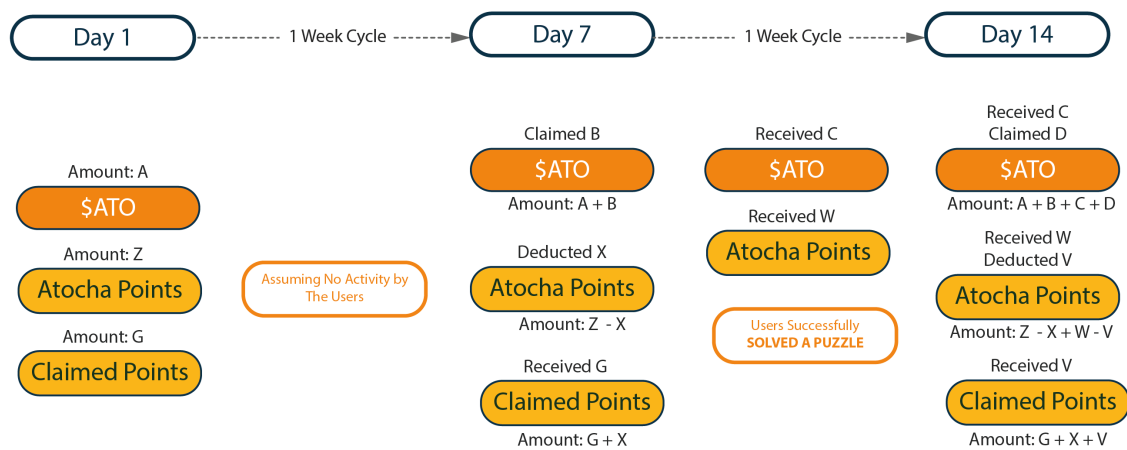 Day 1
1 Week Cycle
Day 7
1 Week Cycle
Day 14
Amount: A
$ATO
Amount: Z
Atocha Points
Amount: G
Claimed Points
Assuming No Activity by
The Users
Claimed B
$ATO
Amount: A + B
Deducted X
Atocha Points
Amount: Z - X
Received G
Claimed Points
Amount: G + X
Received C
$ATO
Received W
Atocha Points
Users Successfully
SOLVED A PUZZLE
Received C
Claimed D
$ATO
Amount: A + B + C + D
Received W
Deducted V
Atocha Points
Amount: Z - X + W - V
Received V
Claimed Points
Amount: G + X + V